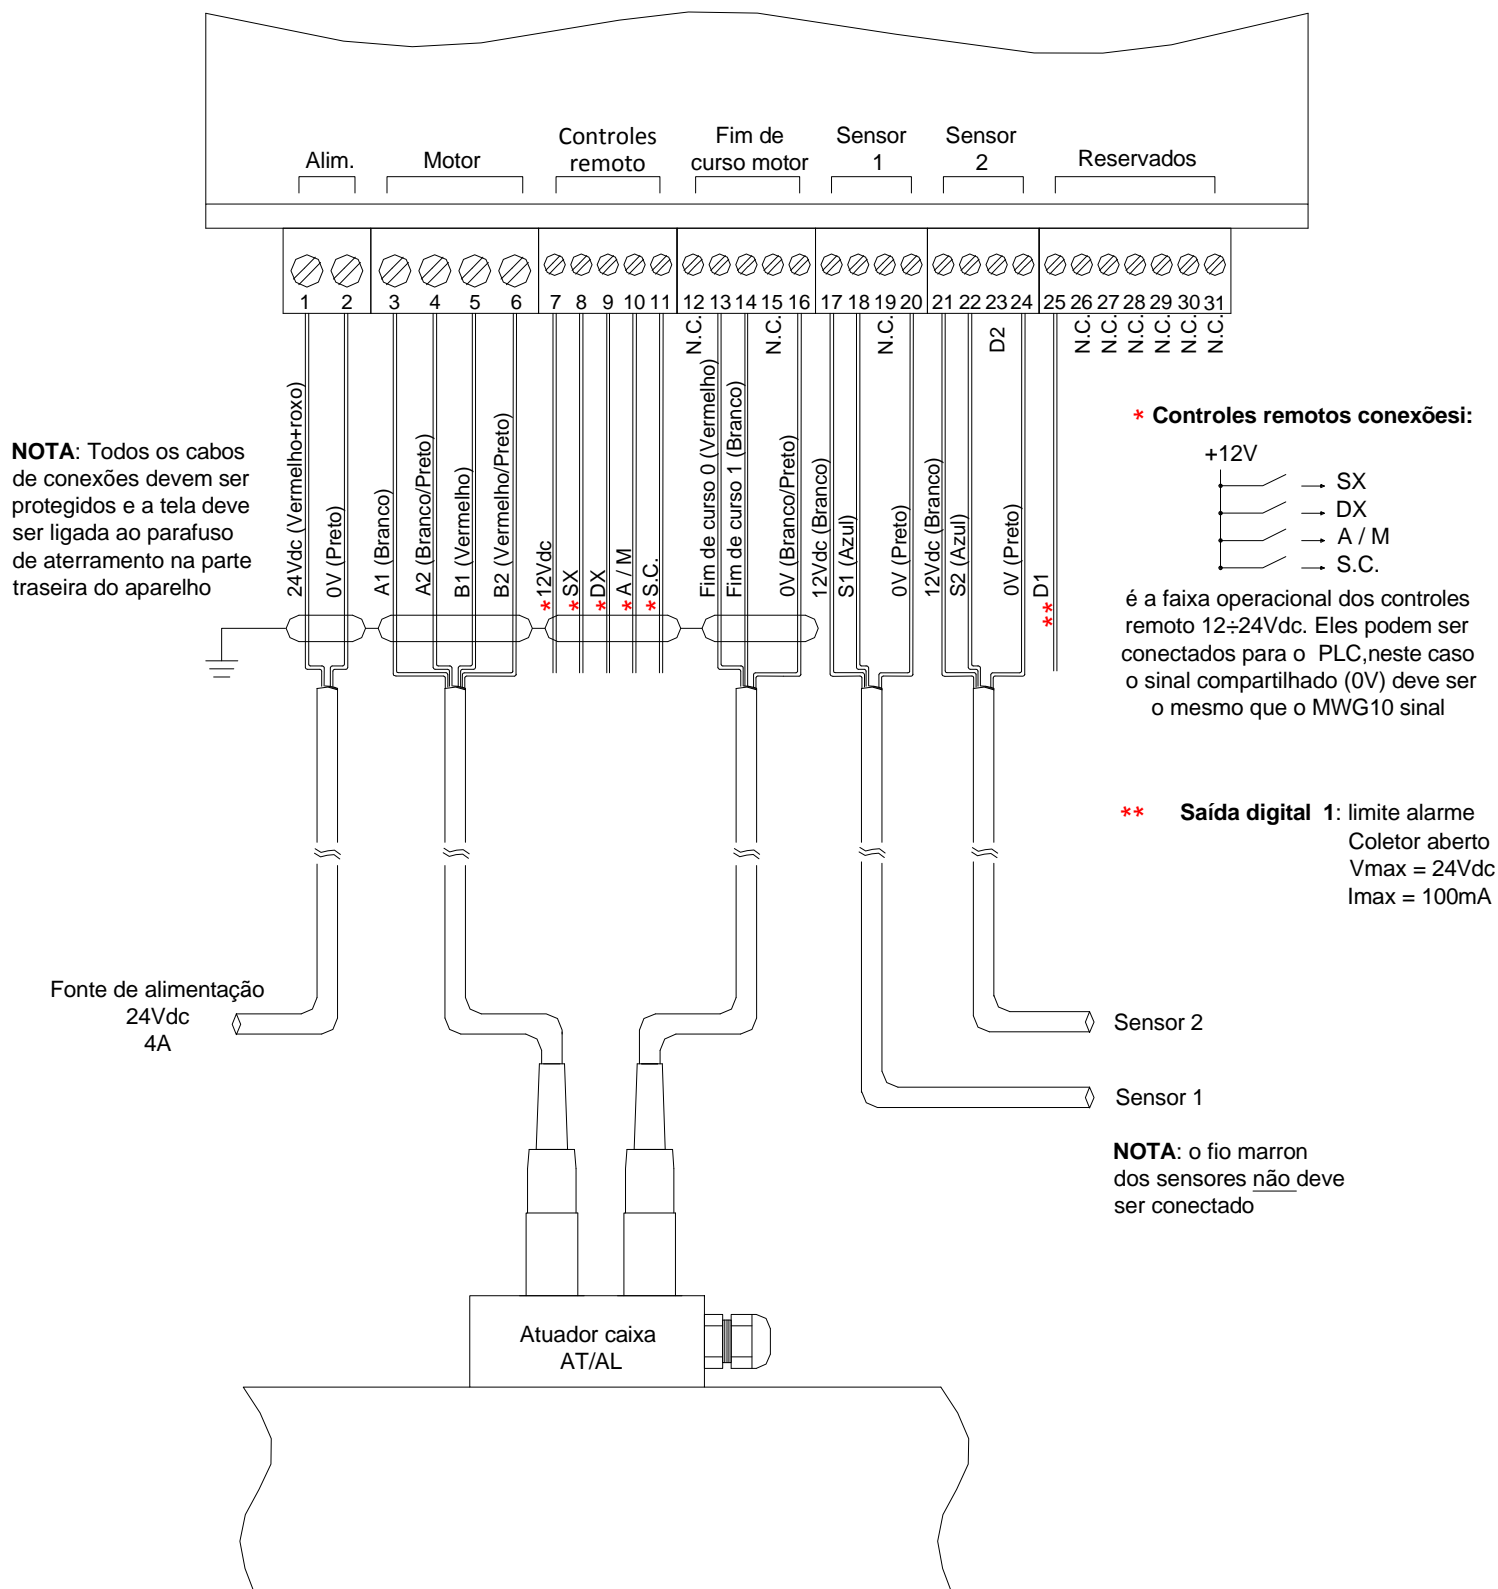 Alim.
Motor
Controles
remoto
Fim de
curso motor
Sensor
1
Sensor
2
Reservados
1 2 3 4 5 6 7 8 9 10 11 12 13 14 15 16 17 18 19 20 21 22 23 24 25 26 27 28 29 30 31
24Vdc (Vermelho+roxo)
0V (Preto)
A1 (Branco)
A2 (Branco/Preto)
B1 (Vermelho)
B2 (Vermelho/Preto)
*12Vdc
*SX
*DX
*A / M
*S.C.
N.C.
Fim de curso 0 (Vermelho)
Fim de curso 1 (Branco)
N.C.
0V (Branco/Preto)
12Vdc (Branco)
S1 (Azul)
N.C.
0V (Preto)
12Vdc (Branco)
S2 (Azul)
D2
0V (Preto)
** D1
N.C.
N.C.
N.C.
N.C.
N.C.
N.C.
NOTA: Todos os cabos
de conexões devem ser
protegidos e a tela deve
ser ligada ao parafuso
de aterramento na parte
traseira do aparelho
* Controles remotos conexõesi:
+12V
SX
DX
A / M
S.C.
é a faixa operacional dos controles
remoto 12÷24Vdc. Eles podem ser
conectados para o PLC,neste caso
o sinal compartilhado (0V) deve ser
o mesmo que o MWG10 sinal
** Saída digital 1: limite alarme
Coletor aberto
Vmax = 24Vdc
Imax = 100mA
Fonte de alimentação
24Vdc
4A
Sensor 2
Sensor 1
NOTA: o fio marron
dos sensores não deve
ser conectado
Atuador caixa
AT/AL